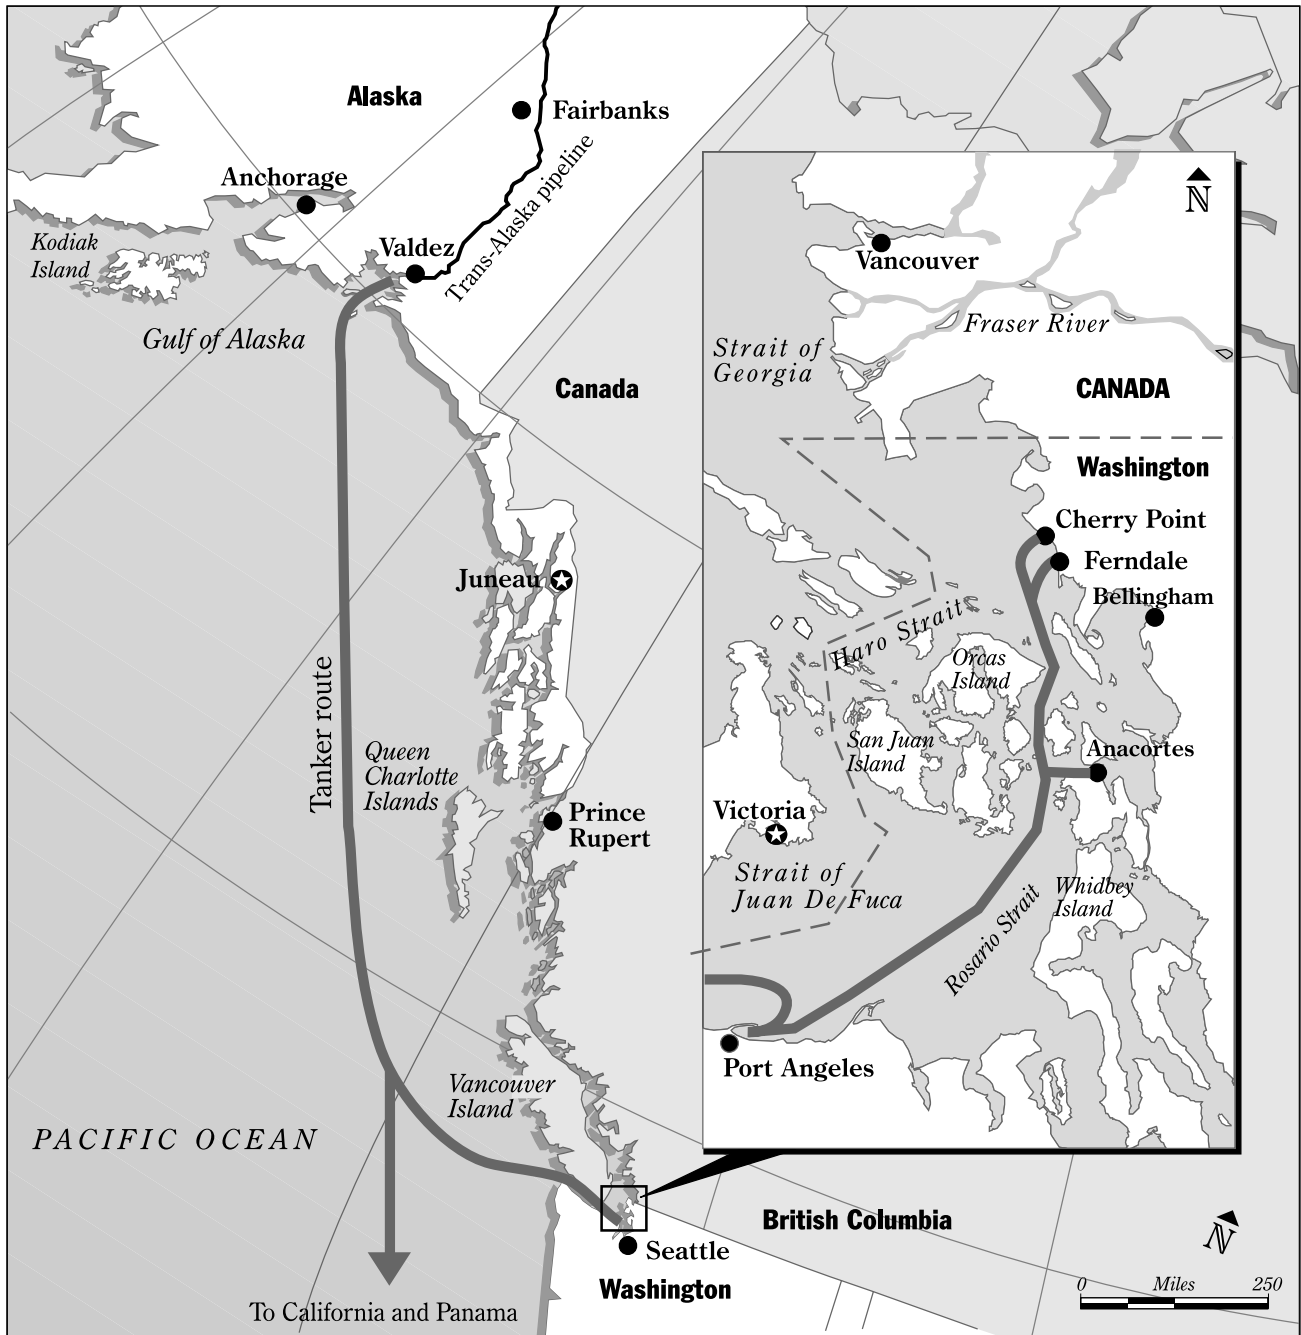 Alaska
Fairbanks
Anchorage
Trans-Alaska pipeline
Kodiak
Island
Valdez
Gulf of Alaska
Canada
Juneau
Tanker route
Queen
Charlotte
Islands
Prince
Rupert
Vancouver
Island
PACIFIC OCEAN
British Columbia
Seattle
Washington
To California and Panama
N
0 Miles 250
N
Vancouver
Fraser River
Strait of
Georgia
CANADA
Washington
Cherry Point
Ferndale
Bellingham
Haro Strait
Orcas
Island
San Juan
Island
Anacortes
Victoria
Strait of
Juan De Fuca
Whidbey
Island
Rosario Strait
Port Angeles